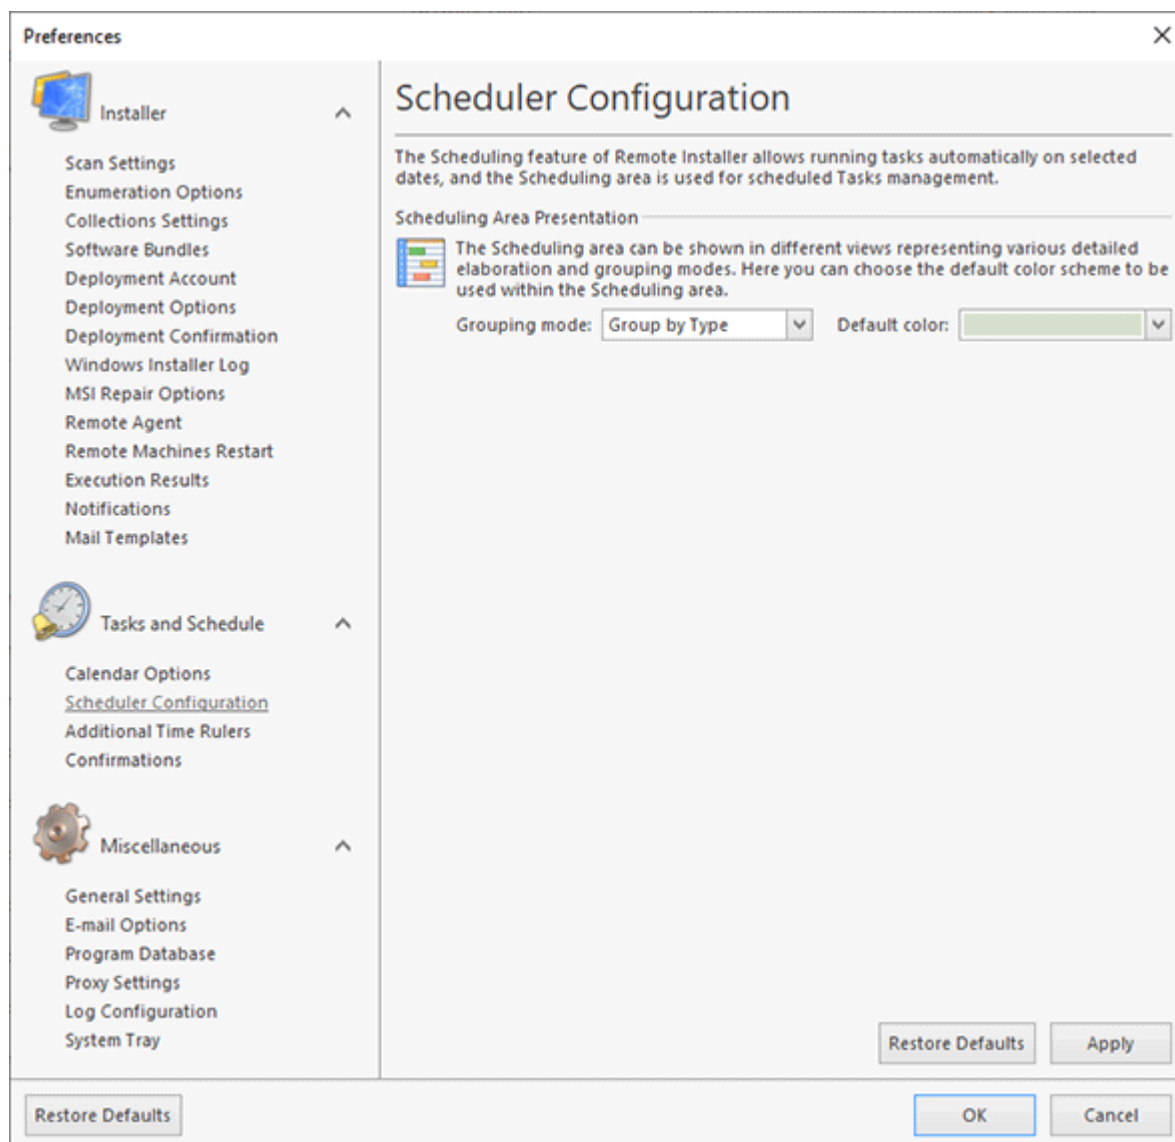 Preferences
Installer
Scan Settings
Enumeration Options
Collections Settings
Software Bundles
Deployment Account
Deployment Options
Deployment Confirmation
Windows Installer Log
MSI Repair Options
Remote Agent
Remote Machines Restart
Execution Results
Notifications
Mail Templates
Tasks and Schedule
Calendar Options
Scheduler Configuration
Additional Time Rulers
Confirmations
Miscellaneous
General Settings
E-mail Options
Program Database
Proxy Settings
Log Configuration
System Tray
Scheduler Configuration
The Scheduling feature of Remote Installer allows running tasks automatically on selected
dates, and the Scheduling area is used for scheduled Tasks management.
Scheduling Area Presentation
The Scheduling area can be shown in different views representing various detailed
elaboration and grouping modes. Here you can choose the default color scheme to be
used within the Scheduling area.
Grouping mode: Group by Type Default color:
Restore Defaults Apply
Restore Defaults OK Cancel